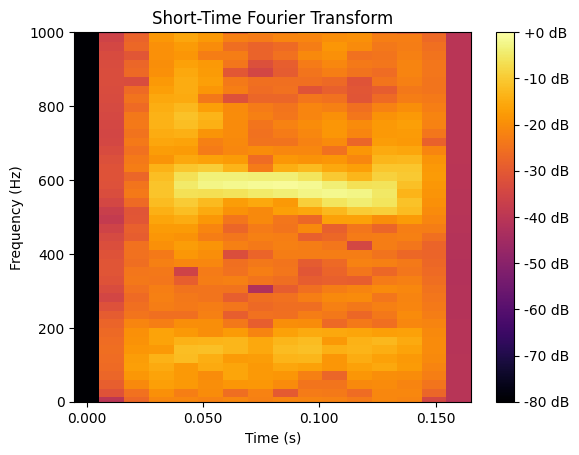 Short-Time Fourier Transform
Frequency (Hz)
1000
800
600
400
200
0
0.000 0.050 0.100 0.150
Time (s)
+0 dB
-10 dB
-20 dB
-30 dB
-40 dB
-50 dB
-60 dB
-70 dB
-80 dB